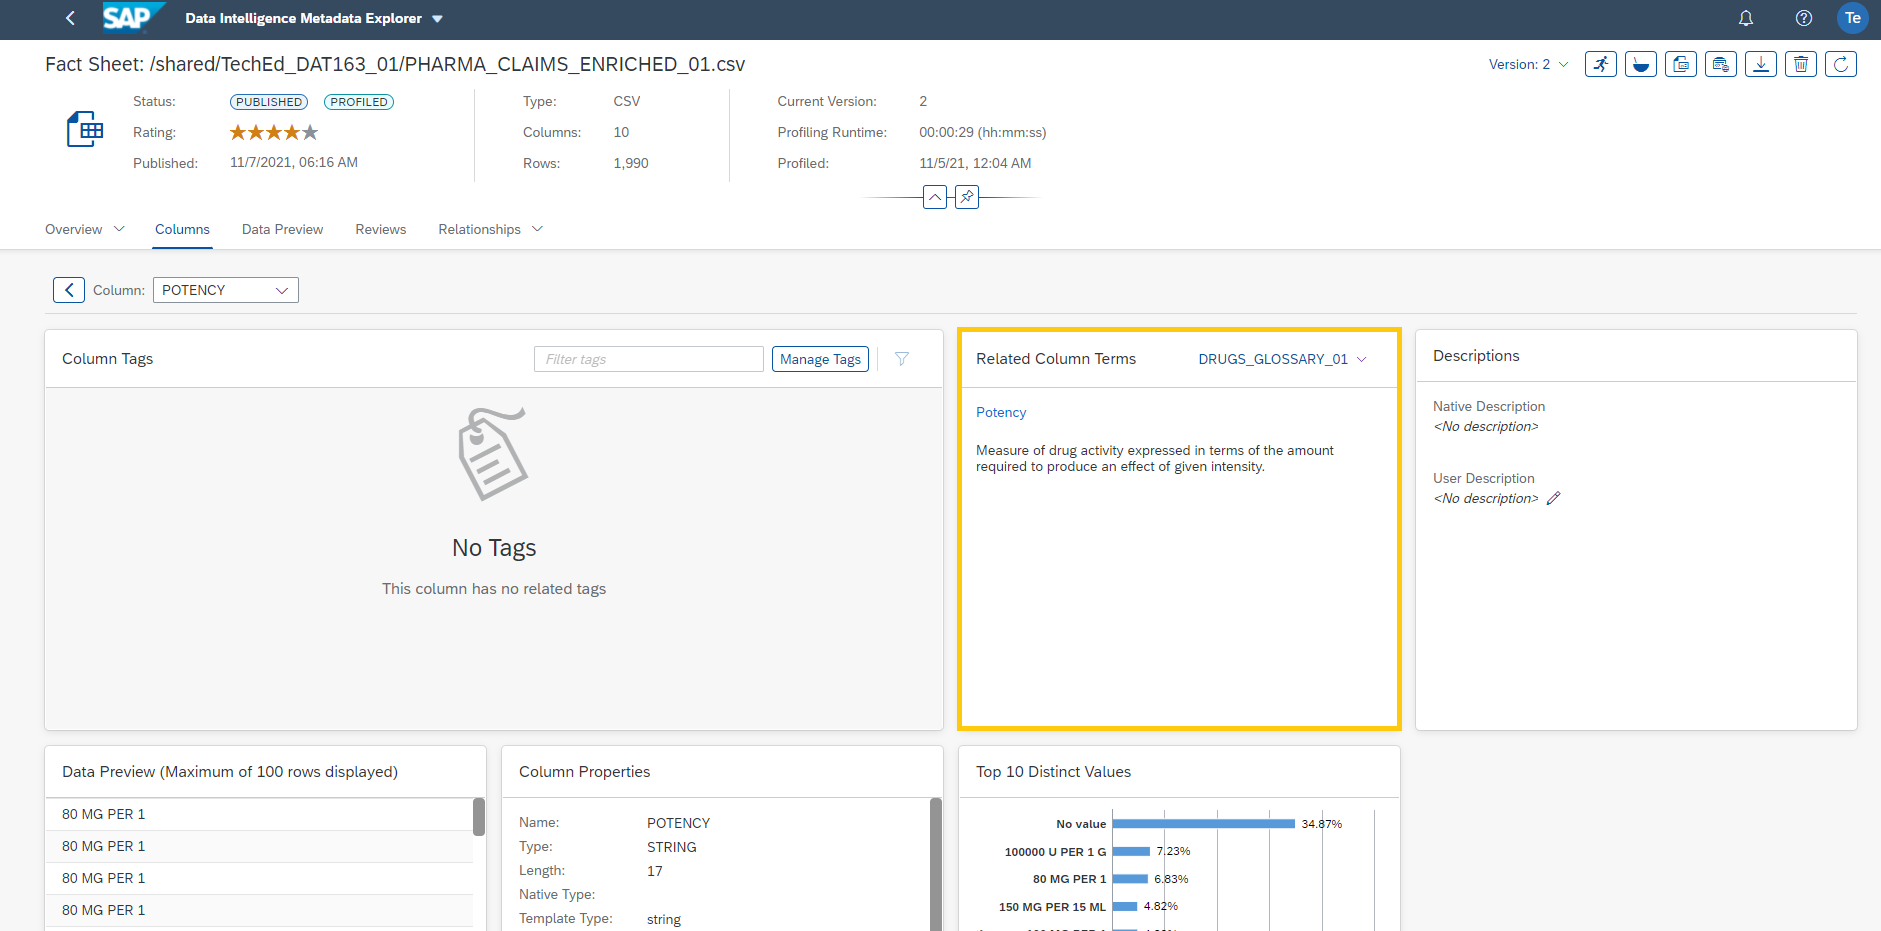 SAP Data Intelligence Metadata Explorer
Te
Fact Sheet: /shared/TechEd_DAT163_01/PHARMA_CLAIMS_ENRICHED_01.csv
Version: 2
Status: PUBLISHED PROFILED
Rating:
Published: 11/7/2021, 06:16 AM
Type: CSV
Columns: 10
Rows: 1,990
Current Version: 2
Profiling Runtime: 00:00:29 (hh:mm:ss)
Profiled: 11/5/21, 12:04 AM
Overview Columns Data Preview Reviews Relationships
Column: POTENCY
Column Tags Filter tags Manage Tags
No Tags
This column has no related tags
Related Column Terms DRUGS_GLOSSARY_01
Potency
Measure of drug activity expressed in terms of the amount
required to produce an effect of given intensity.
Descriptions
Native Description
<No description>
User Description
<No description>
Data Preview (Maximum of 100 rows displayed)
80 MG PER 1
80 MG PER 1
80 MG PER 1
80 MG PER 1
Column Properties
Name: POTENCY
Type: STRING
Length: 17
Native Type:
Template Type: string
Top 10 Distinct Values
No value 34.87%
100000 U PER 1 G 7.23%
80 MG PER 1 6.83%
150 MG PER 15 ML 4.82%